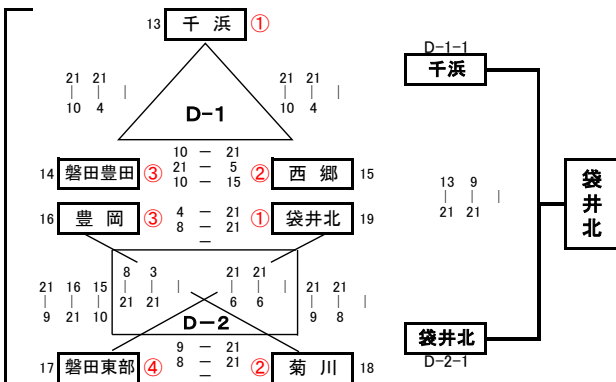 13 千 浜 ①
D-1-1
千浜
21 21
| | |
10 4
21 21
| | |
10 4
D-1
10 — 21
14 磐田豊田 ③ 21 — 5 ② 西 郷 15
10 — 15
16 豊 岡 ③ 4 — 21 ① 袋井北 19
8 — 21
—
13 9
| | |
21 21
袋井北
8 3
| | |
21 21
21 21
| | |
6 6
21 16 15
| | |
9 21 10
21 21
| | |
9 8
D-2
袋井北
D-2-1
9 — 21
17 磐田東部 ④ 8 — 21 ② 菊 川 18
—